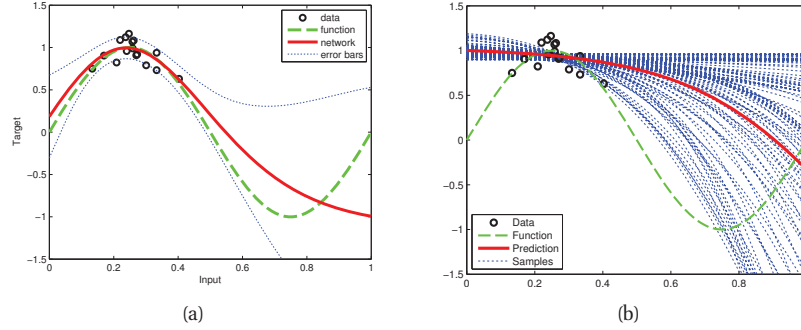 1.5
1
0.5
0
−0.5
−1
−1.5
Target
0
0.2
0.4
0.6
0.8
1
Input
data
function
network
error bars
(a)
1.5
1
0.5
0
−0.5
−1
−1.5
0
0.2
0.4
0.6
0.8
Data
Function
Prediction
Samples
(b)